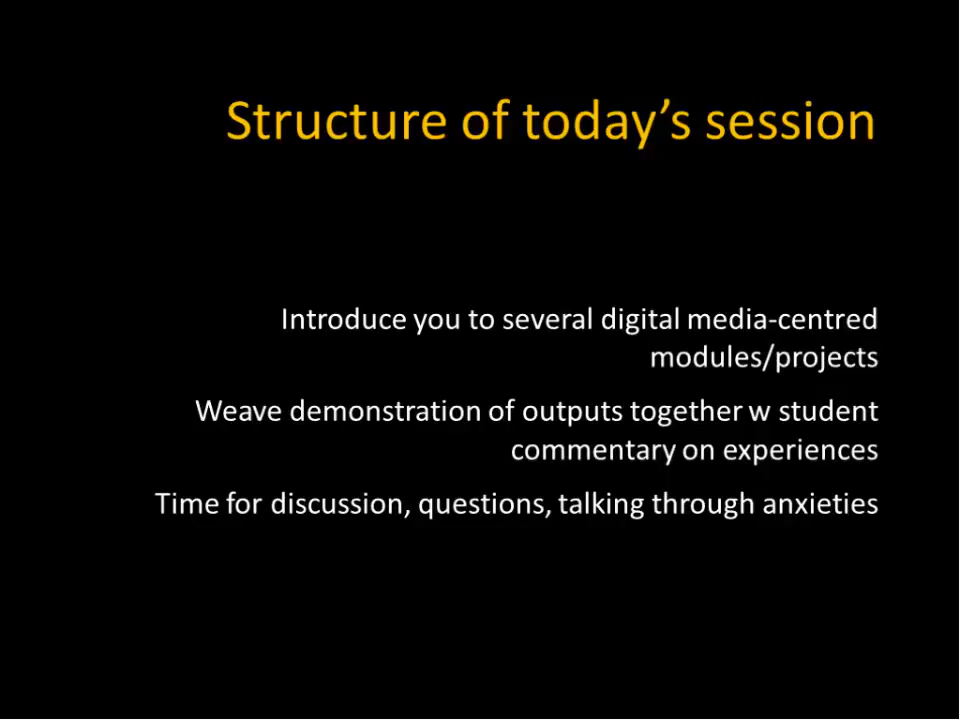 Structure of today’s session
Introduce you to several digital media-centred
modules/projects
Weave demonstration of outputs together w student
commentary on experiences
Time for discussion, questions, talking through anxieties